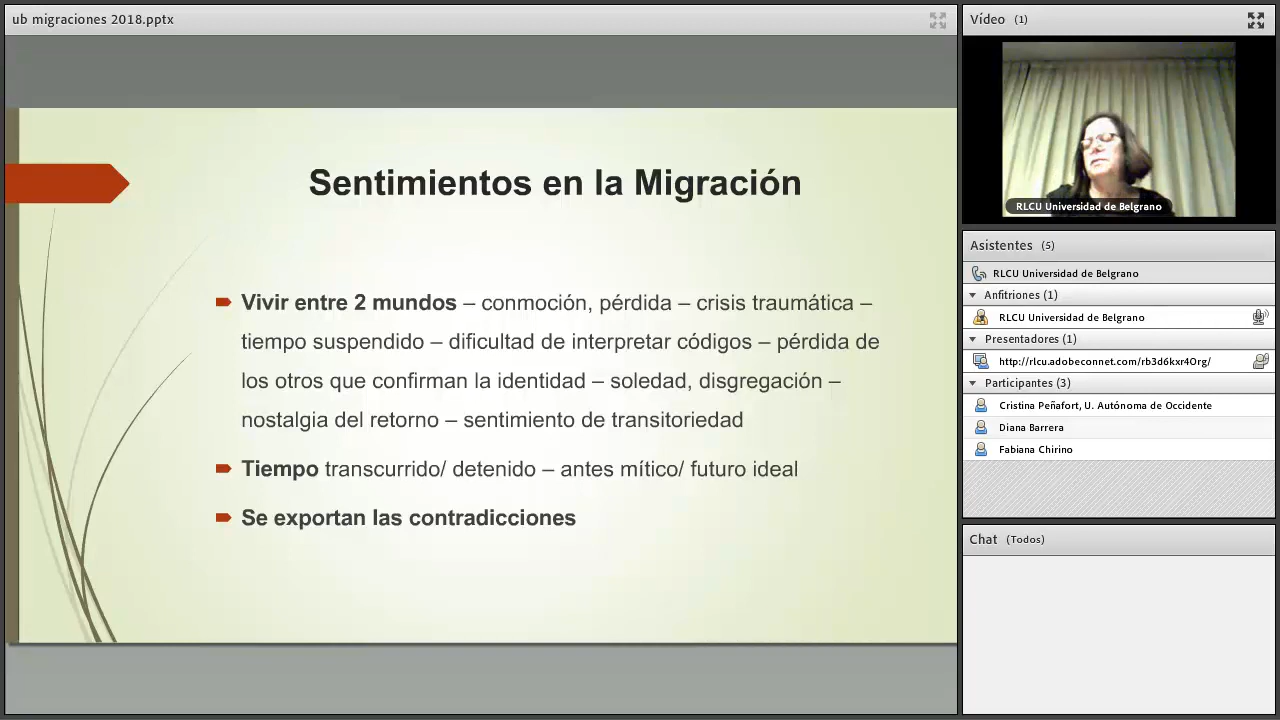 ub migraciones 2018.pptx
Sentimientos en la Migración
Vivir entre 2 mundos – conmoción, pérdida – crisis traumática –
tiempo suspendido – dificultad de interpretar códigos – pérdida de
los otros que confirman la identidad – soledad, disgregación –
nostalgia del retorno – sentimiento de transitoriedad
Tiempo transcurrido/ detenido – antes mítico/ futuro ideal
Se exportan las contradicciones
Vídeo (1)
RLCU Universidad de Belgrano
Asistentes (5)
RLCU Universidad de Belgrano
Anfitriones (1)
RLCU Universidad de Belgrano
Presentadores (1)
http://rlcu.adobeconnet.com/rb3d6kxr4Org/
Participantes (3)
Cristina Peñafort, U. Autónoma de Occidente
Diana Barrera
Fabiana Chirino
Chat (Todos)